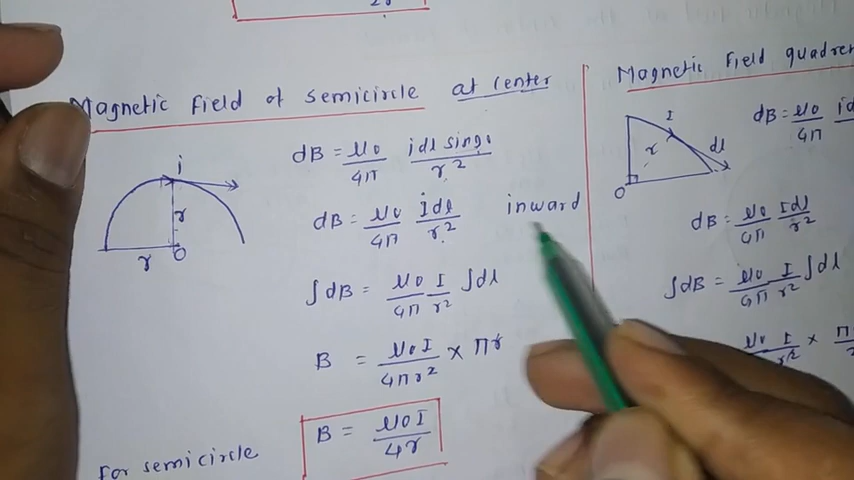 Magnetic field of semicircle at center
i
r
r
O
dB = μ0/4π idl sin90/r²
dB = μ0/4π Idl/r² inward
∫dB = μ0/4π I/r² ∫dl
B = μ0I/4πr² × πr
For semicircle B = μ0I/4r
Magnetic field
I
dl
r
O
dB = μ0/4π
dB = μ0/4π Idl/r²
∫dB = μ0/4π I/r² ∫dl
μ0 I × π